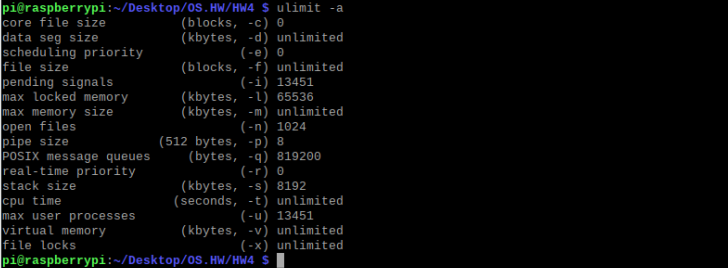 pi@raspberrypi:~/Desktop/OS.HW/HW4 $ ulimit -a
core file size          (blocks, -c) 0
data seg size           (kbytes, -d) unlimited
scheduling priority             (-e) 0
file size               (blocks, -f) unlimited
pending signals                 (-i) 13451
max locked memory       (kbytes, -l) 65536
max memory size         (kbytes, -m) unlimited
open files                      (-n) 1024
pipe size            (512 bytes, -p) 8
POSIX message queues     (bytes, -q) 819200
real-time priority              (-r) 0
stack size              (kbytes, -s) 8192
cpu time               (seconds, -t) unlimited
max user processes              (-u) 13451
virtual memory          (kbytes, -v) unlimited
file locks                      (-x) unlimited
pi@raspberrypi:~/Desktop/OS.HW/HW4 $